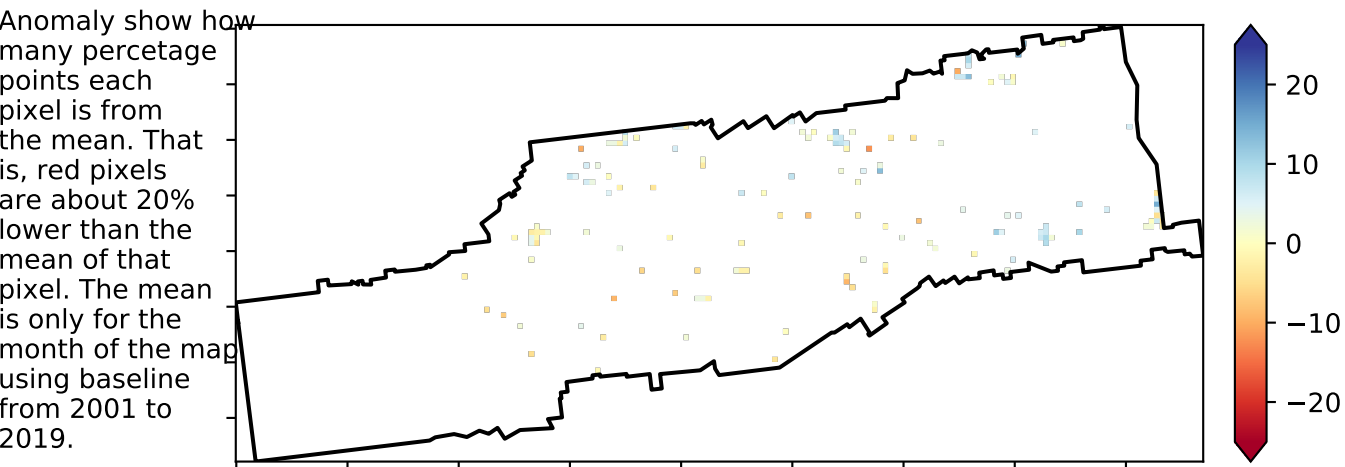 Anomaly show how
many percetage
points each
pixel is from
the mean. That
is, red pixels
are about 20%
lower than the
mean of that
pixel. The mean
is only for the
month of the map
using baseline
from 2001 to
2019.
20
10
0
−10
−20